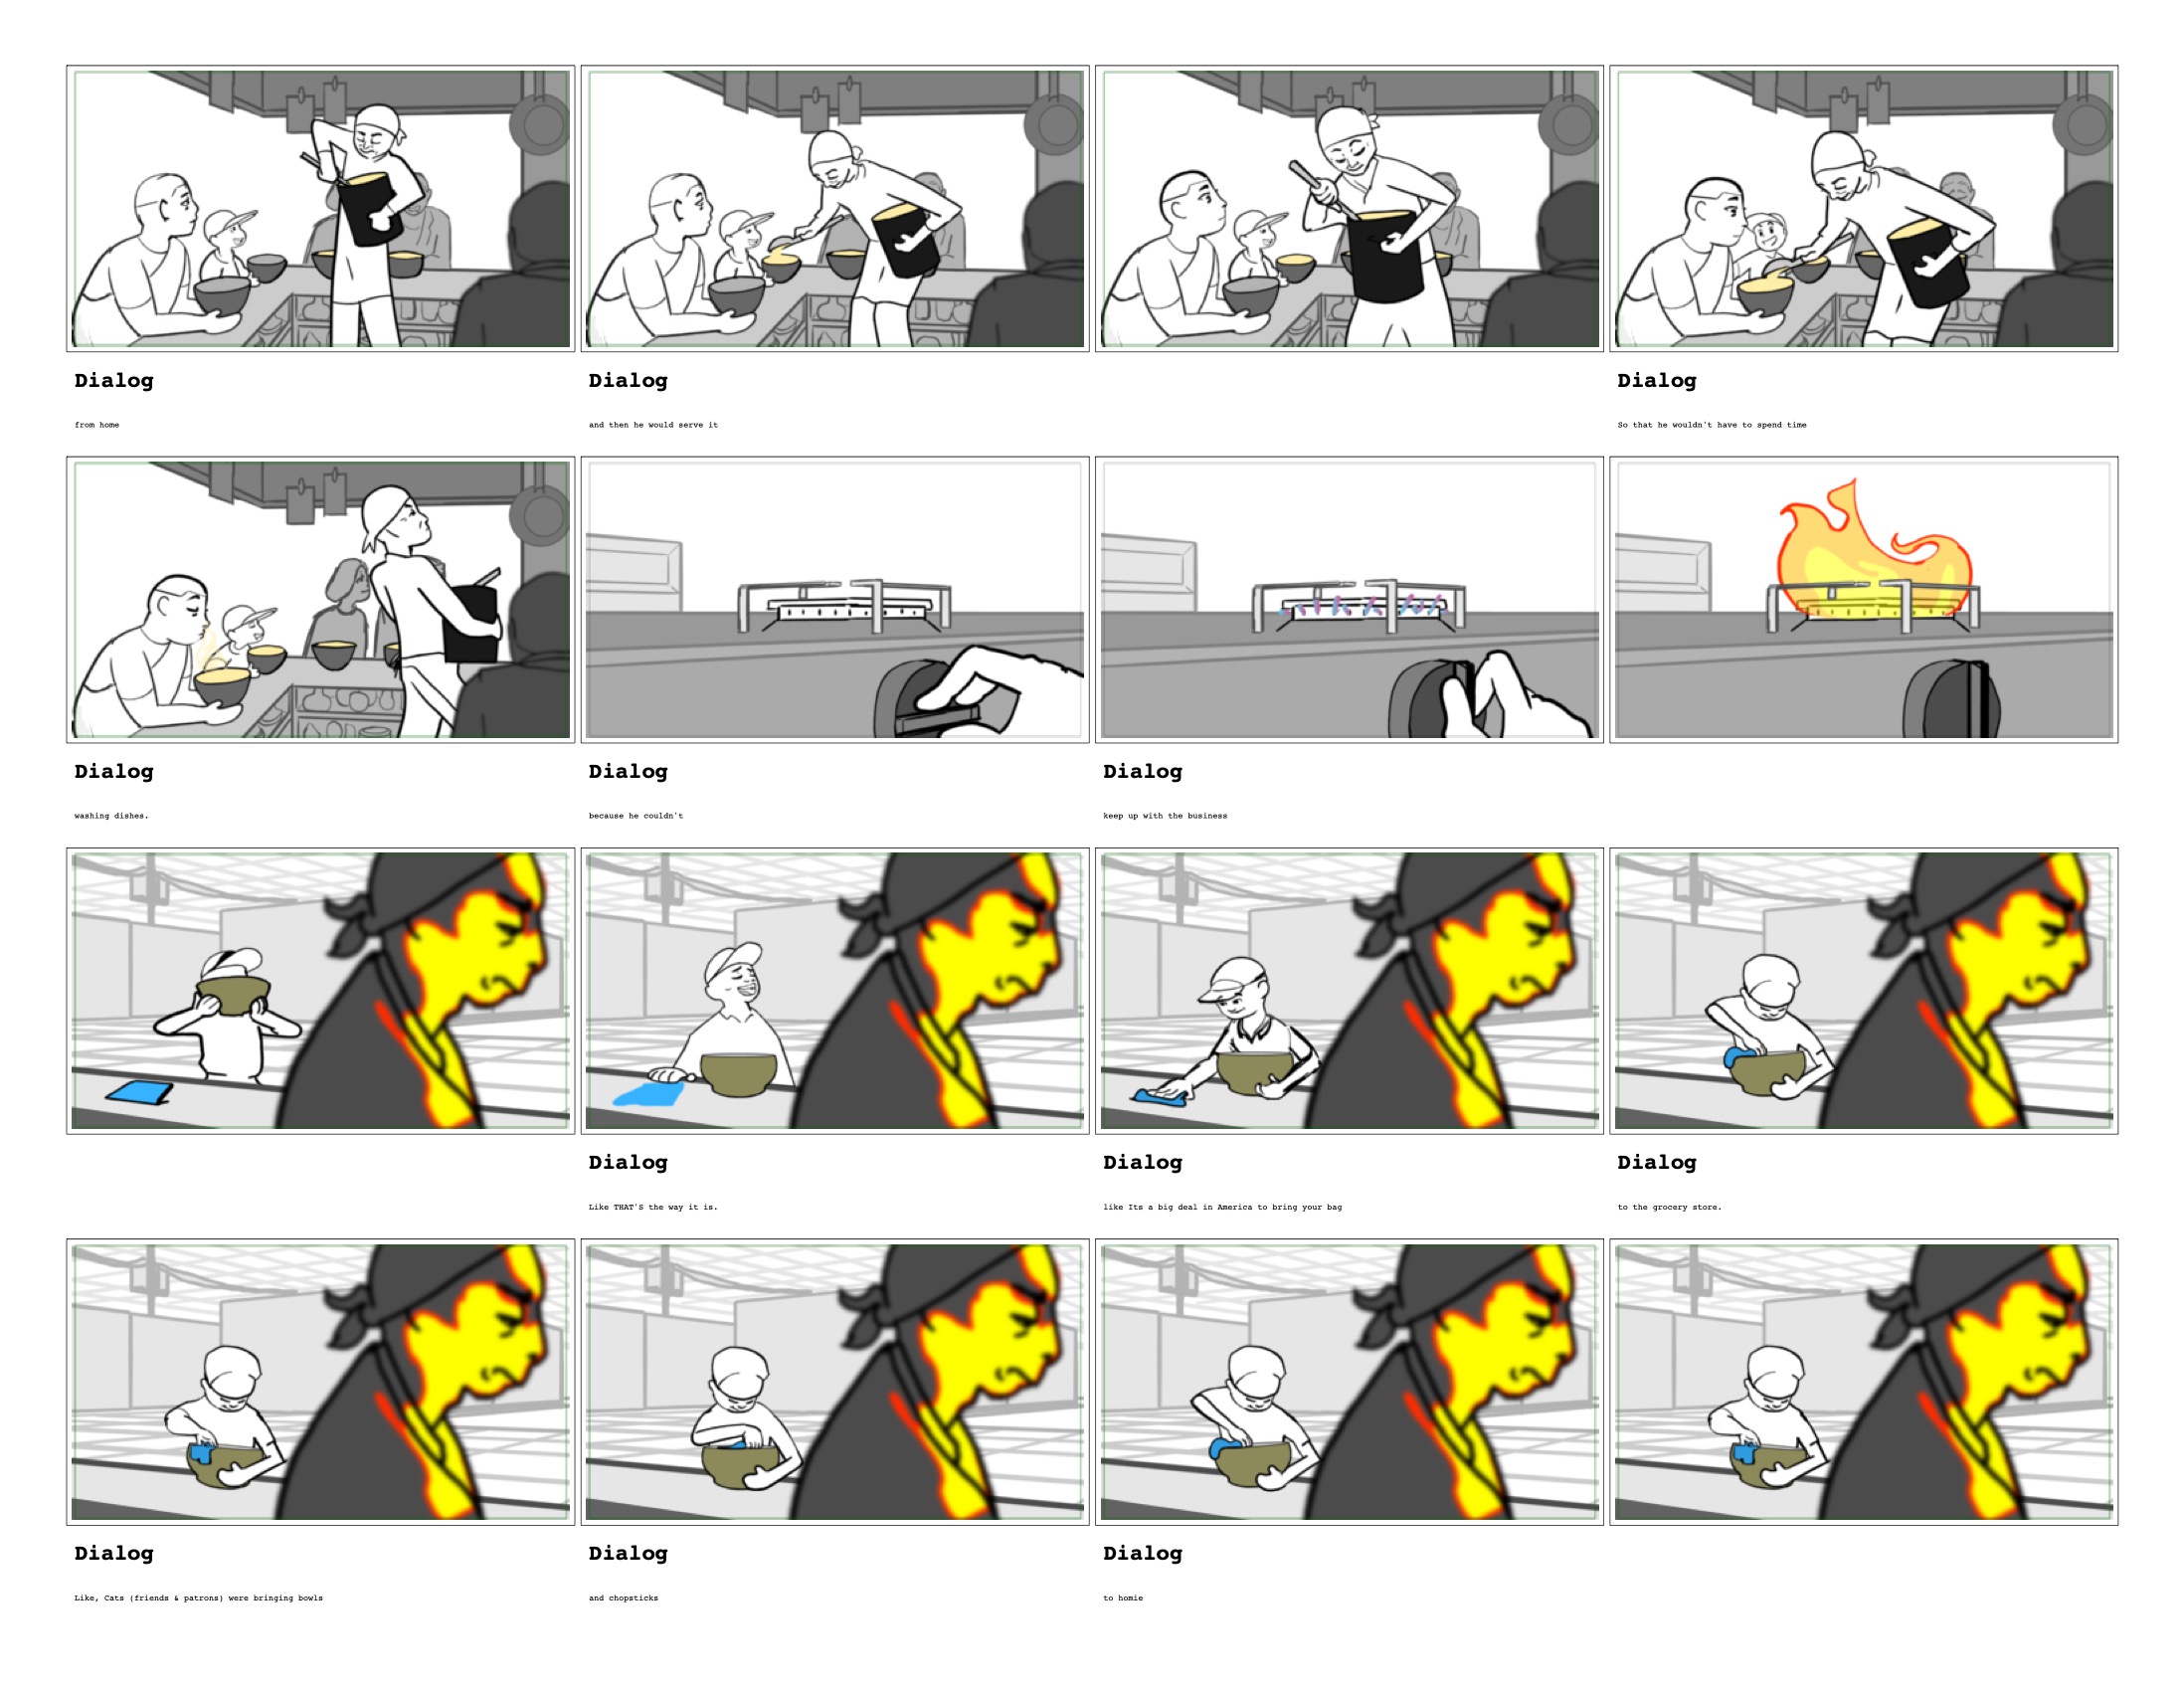 Dialog
Dialog
Dialog
from home
and then he would serve it
So that he wouldn't have to spend time
Dialog
Dialog
Dialog
washing dishes.
because he couldn't
keep up with the business
Dialog
Dialog
Dialog
Like THAT'S the way it is.
like Its a big deal in America to bring your bag
to the grocery store.
Dialog
Dialog
Dialog
Like, Cats (friends & patrons) were bringing bowls
and chopsticks
to homie